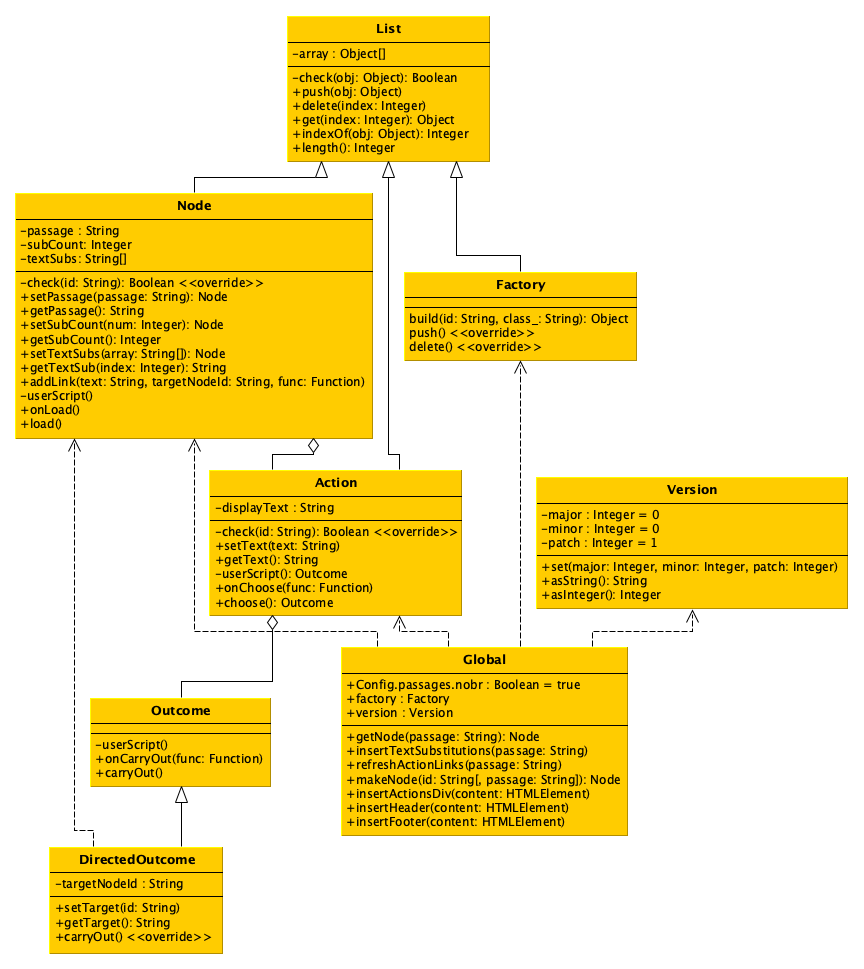 List
-array : Object[]
-check(obj: Object): Boolean
+push(obj: Object)
+delete(index: Integer)
+get(index: Integer): Object
+indexOf(obj: Object): Integer
+length(): Integer
Node
-passage : String
-subCount: Integer
-textSubs: String[]
-check(id: String): Boolean <<override>>
+setPassage(passage: String): Node
+getPassage(): String
+setSubCount(num: Integer): Node
+getSubCount(): Integer
+setTextSubs(array: String[]): Node
+getTextSub(index: Integer): String
+addLink(text: String, targetNodeId: String, func: Function)
-userScript()
+onLoad()
+load()
Factory
build(id: String, class_: String): Object
push() <<override>>
delete() <<override>>
Action
-displayText : String
-check(id: String): Boolean <<override>>
+setText(text: String)
+getText(): String
-userScript(): Outcome
+onChoose(func: Function)
+choose(): Outcome
Version
-major : Integer = 0
-minor : Integer = 0
-patch : Integer = 1
+set(major: Integer, minor: Integer, patch: Integer)
+asString(): String
+asInteger(): Integer
Global
+Config.passages.nobr : Boolean = true
+factory : Factory
+version : Version
+getNode(passage: String): Node
+insertTextSubstitutions(passage: String)
+refreshActionLinks(passage: String)
+makeNode(id: String[, passage: String]): Node
+insertActionsDiv(content: HTMLElement)
+insertHeader(content: HTMLElement)
+insertFooter(content: HTMLElement)
Outcome
-userScript()
+onCarryOut(func: Function)
+carryOut()
DirectedOutcome
-targetNodeId : String
+setTarget(id: String)
+getTarget(): String
+carryOut() <<override>>